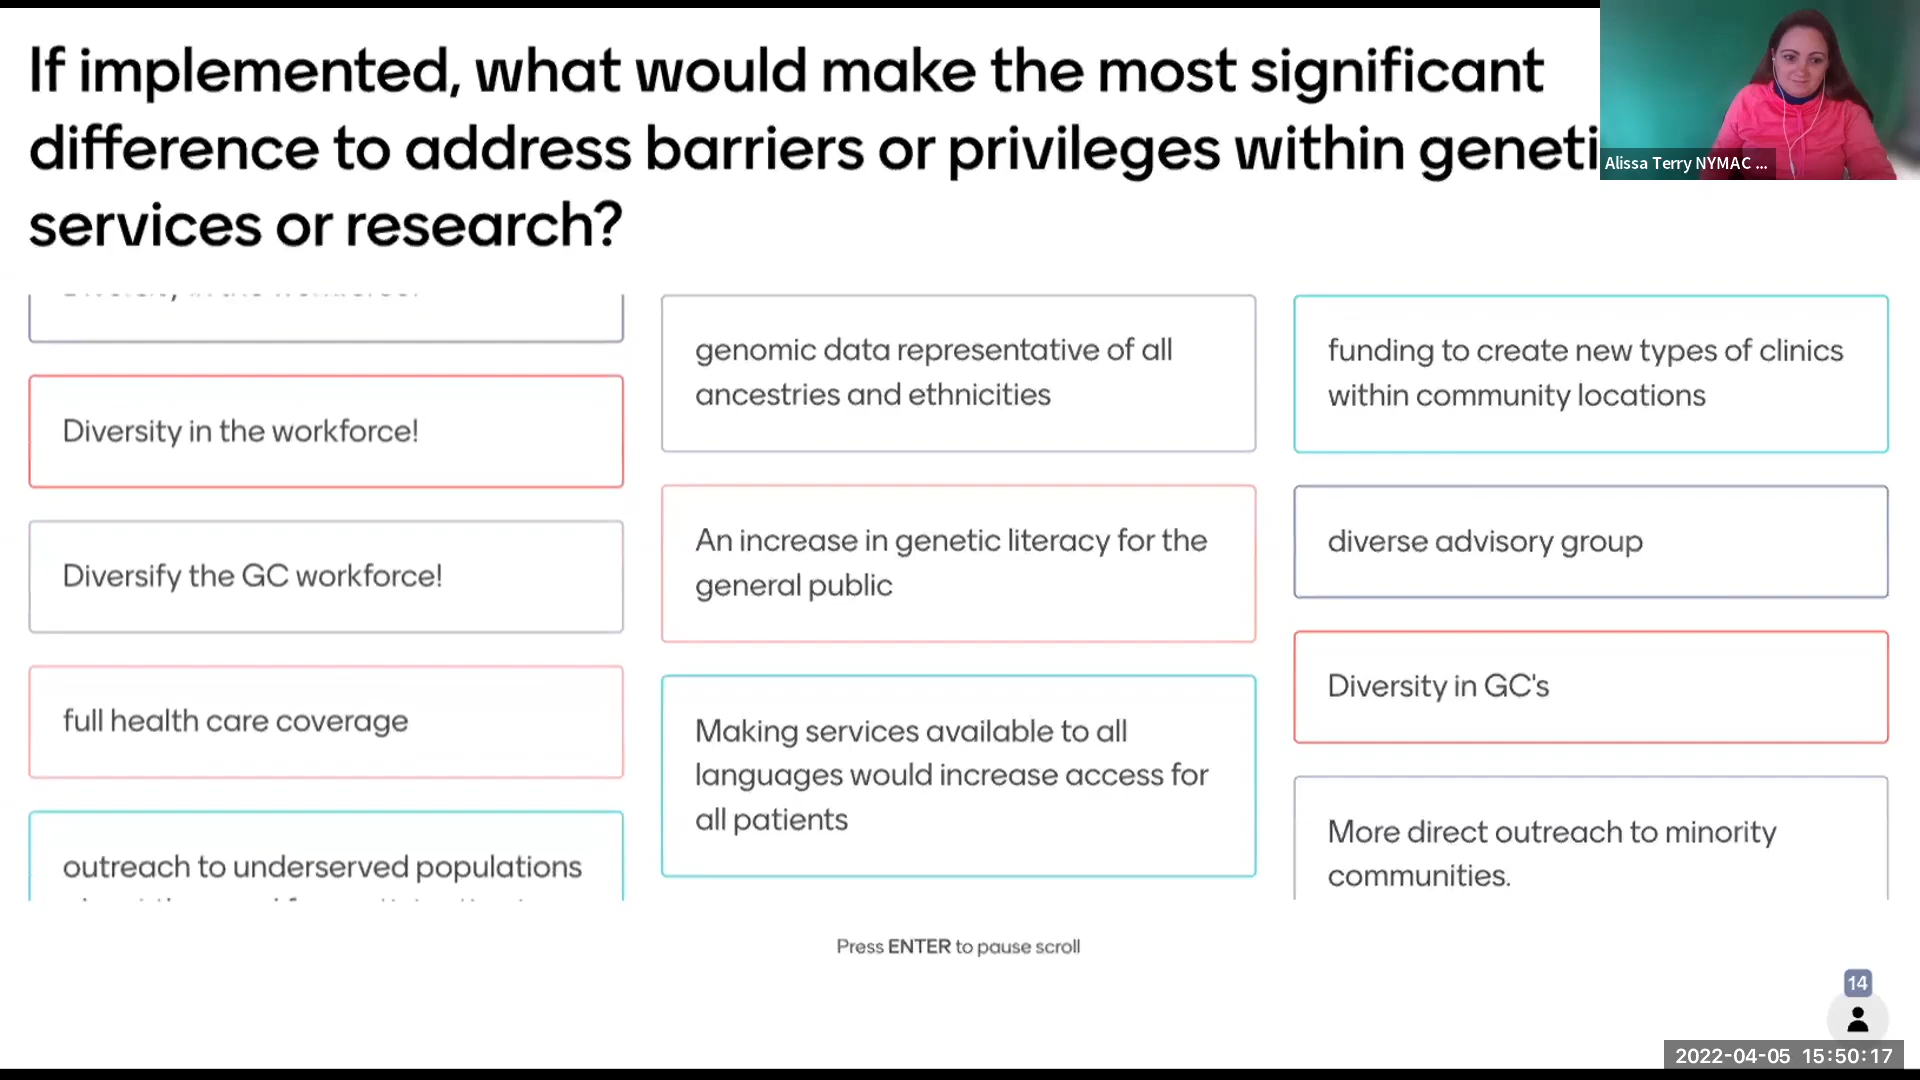 If implemented, what would make the most significant
difference to address barriers or privileges within geneti
services or research?
Alissa Terry NYMAC ...
Diversity in the workforce!
Diversify the GC workforce!
full health care coverage
outreach to underserved populations
genomic data representative of all
ancestries and ethnicities
An increase in genetic literacy for the
general public
Making services available to all
languages would increase access for
all patients
funding to create new types of clinics
within community locations
diverse advisory group
Diversity in GC's
More direct outreach to minority
communities.
Press ENTER to pause scroll
14
2022-04-05 15:50:17